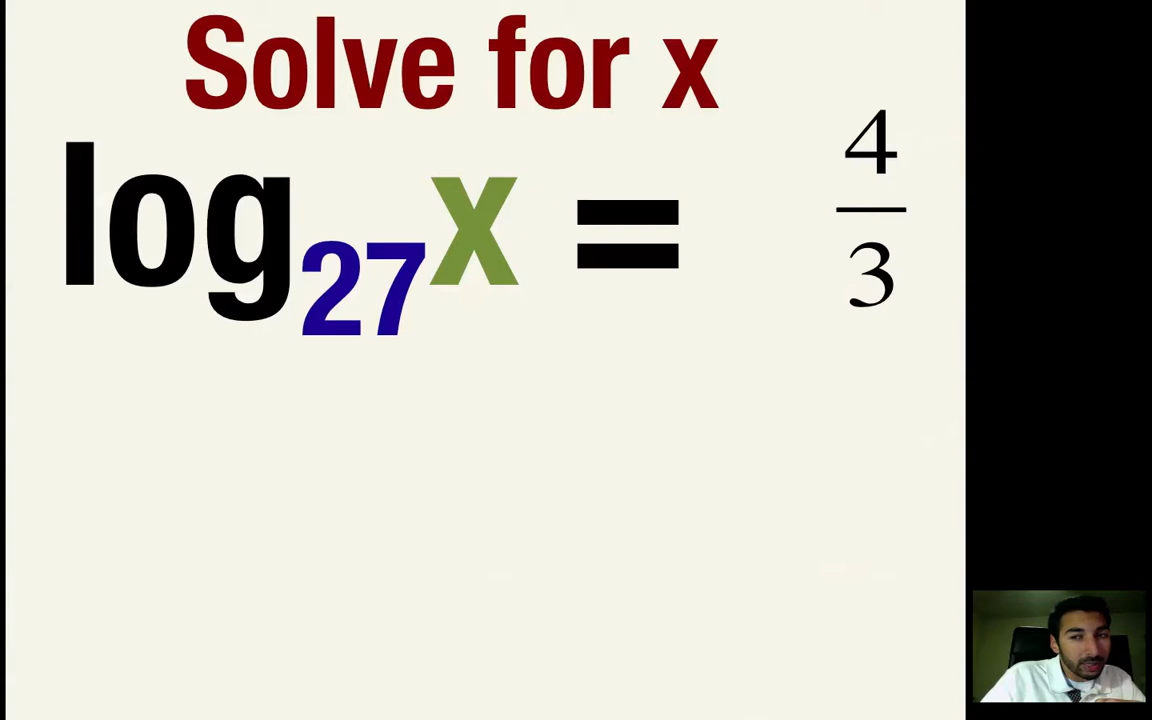 Solve for x
log₂₇x = 4/3